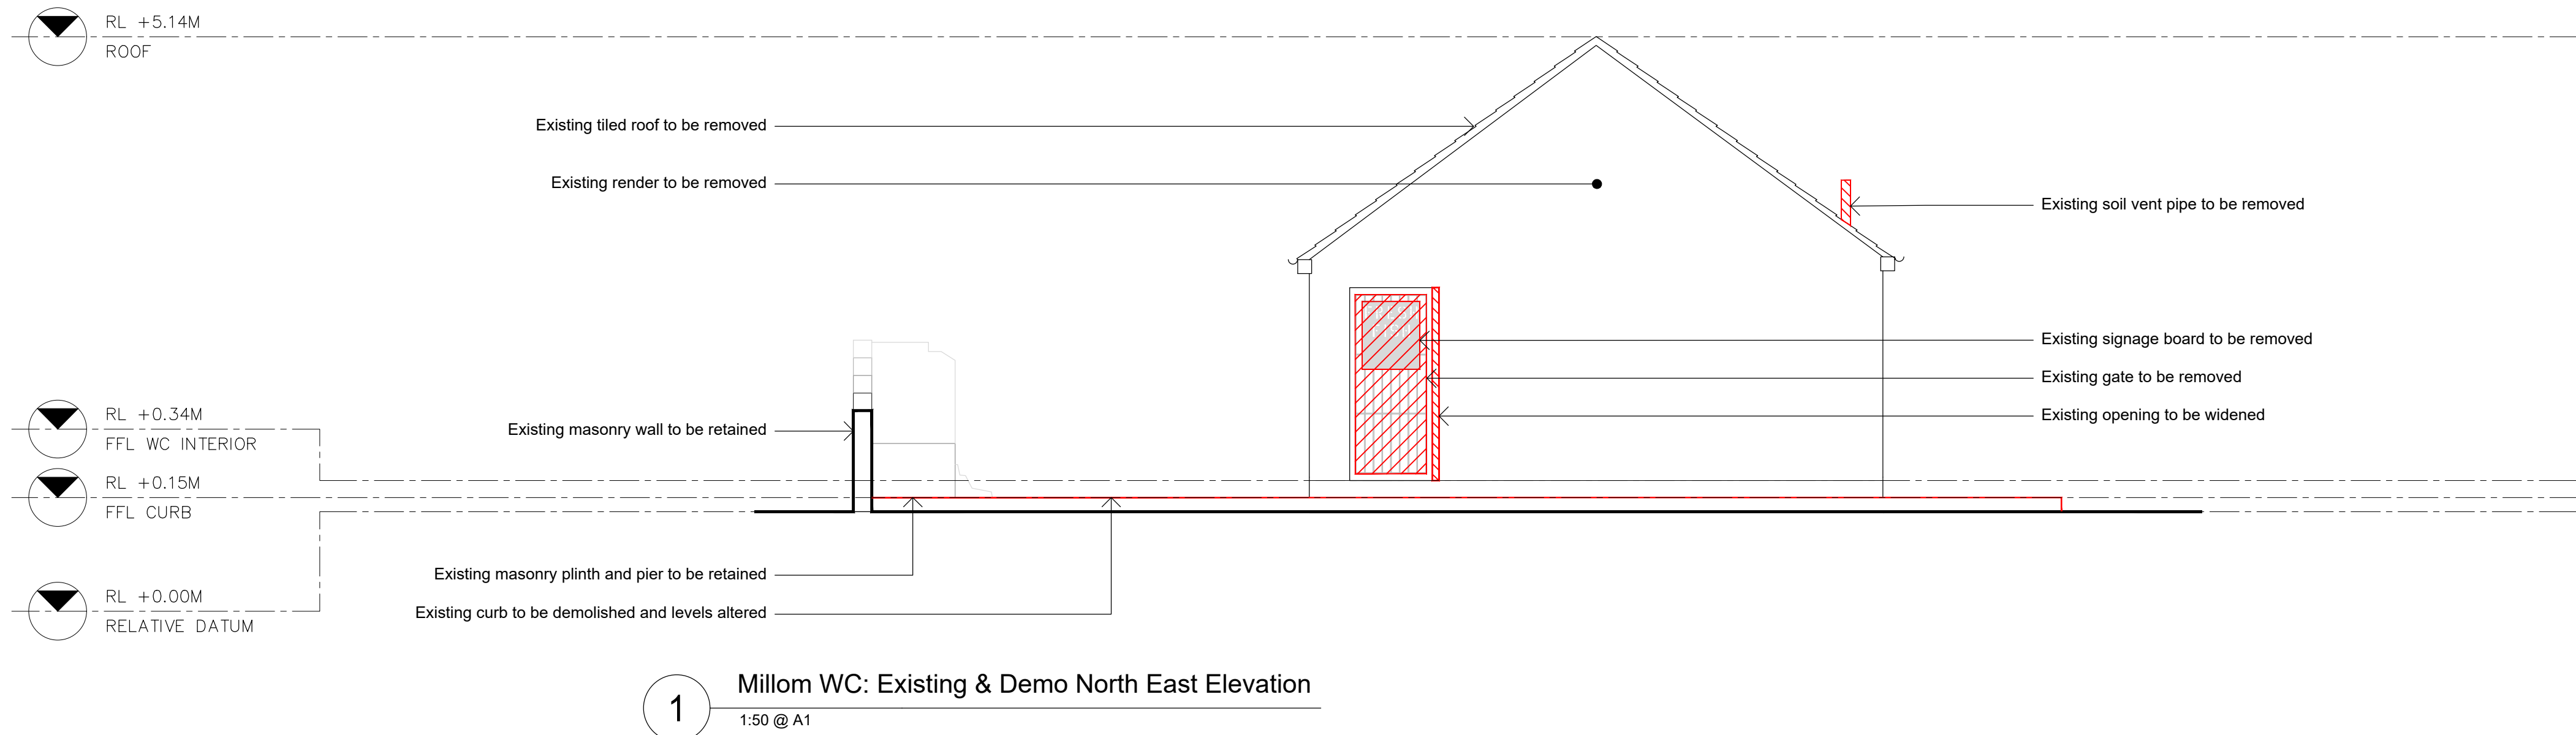 RL +5.14M
ROOF
Existing tiled roof to be removed
Existing render to be removed
Existing soil vent pipe to be removed
Existing signage board to be removed
Existing gate to be removed
Existing opening to be widened
RL +0.34M
FFL WC INTERIOR
Existing masonry wall to be retained
RL +0.15M
FFL CURB
Existing masonry plinth and pier to be retained
RL +0.00M
RELATIVE DATUM
Existing curb to be demolished and levels altered
1
Millom WC: Existing & Demo North East Elevation
1:50 @ A1